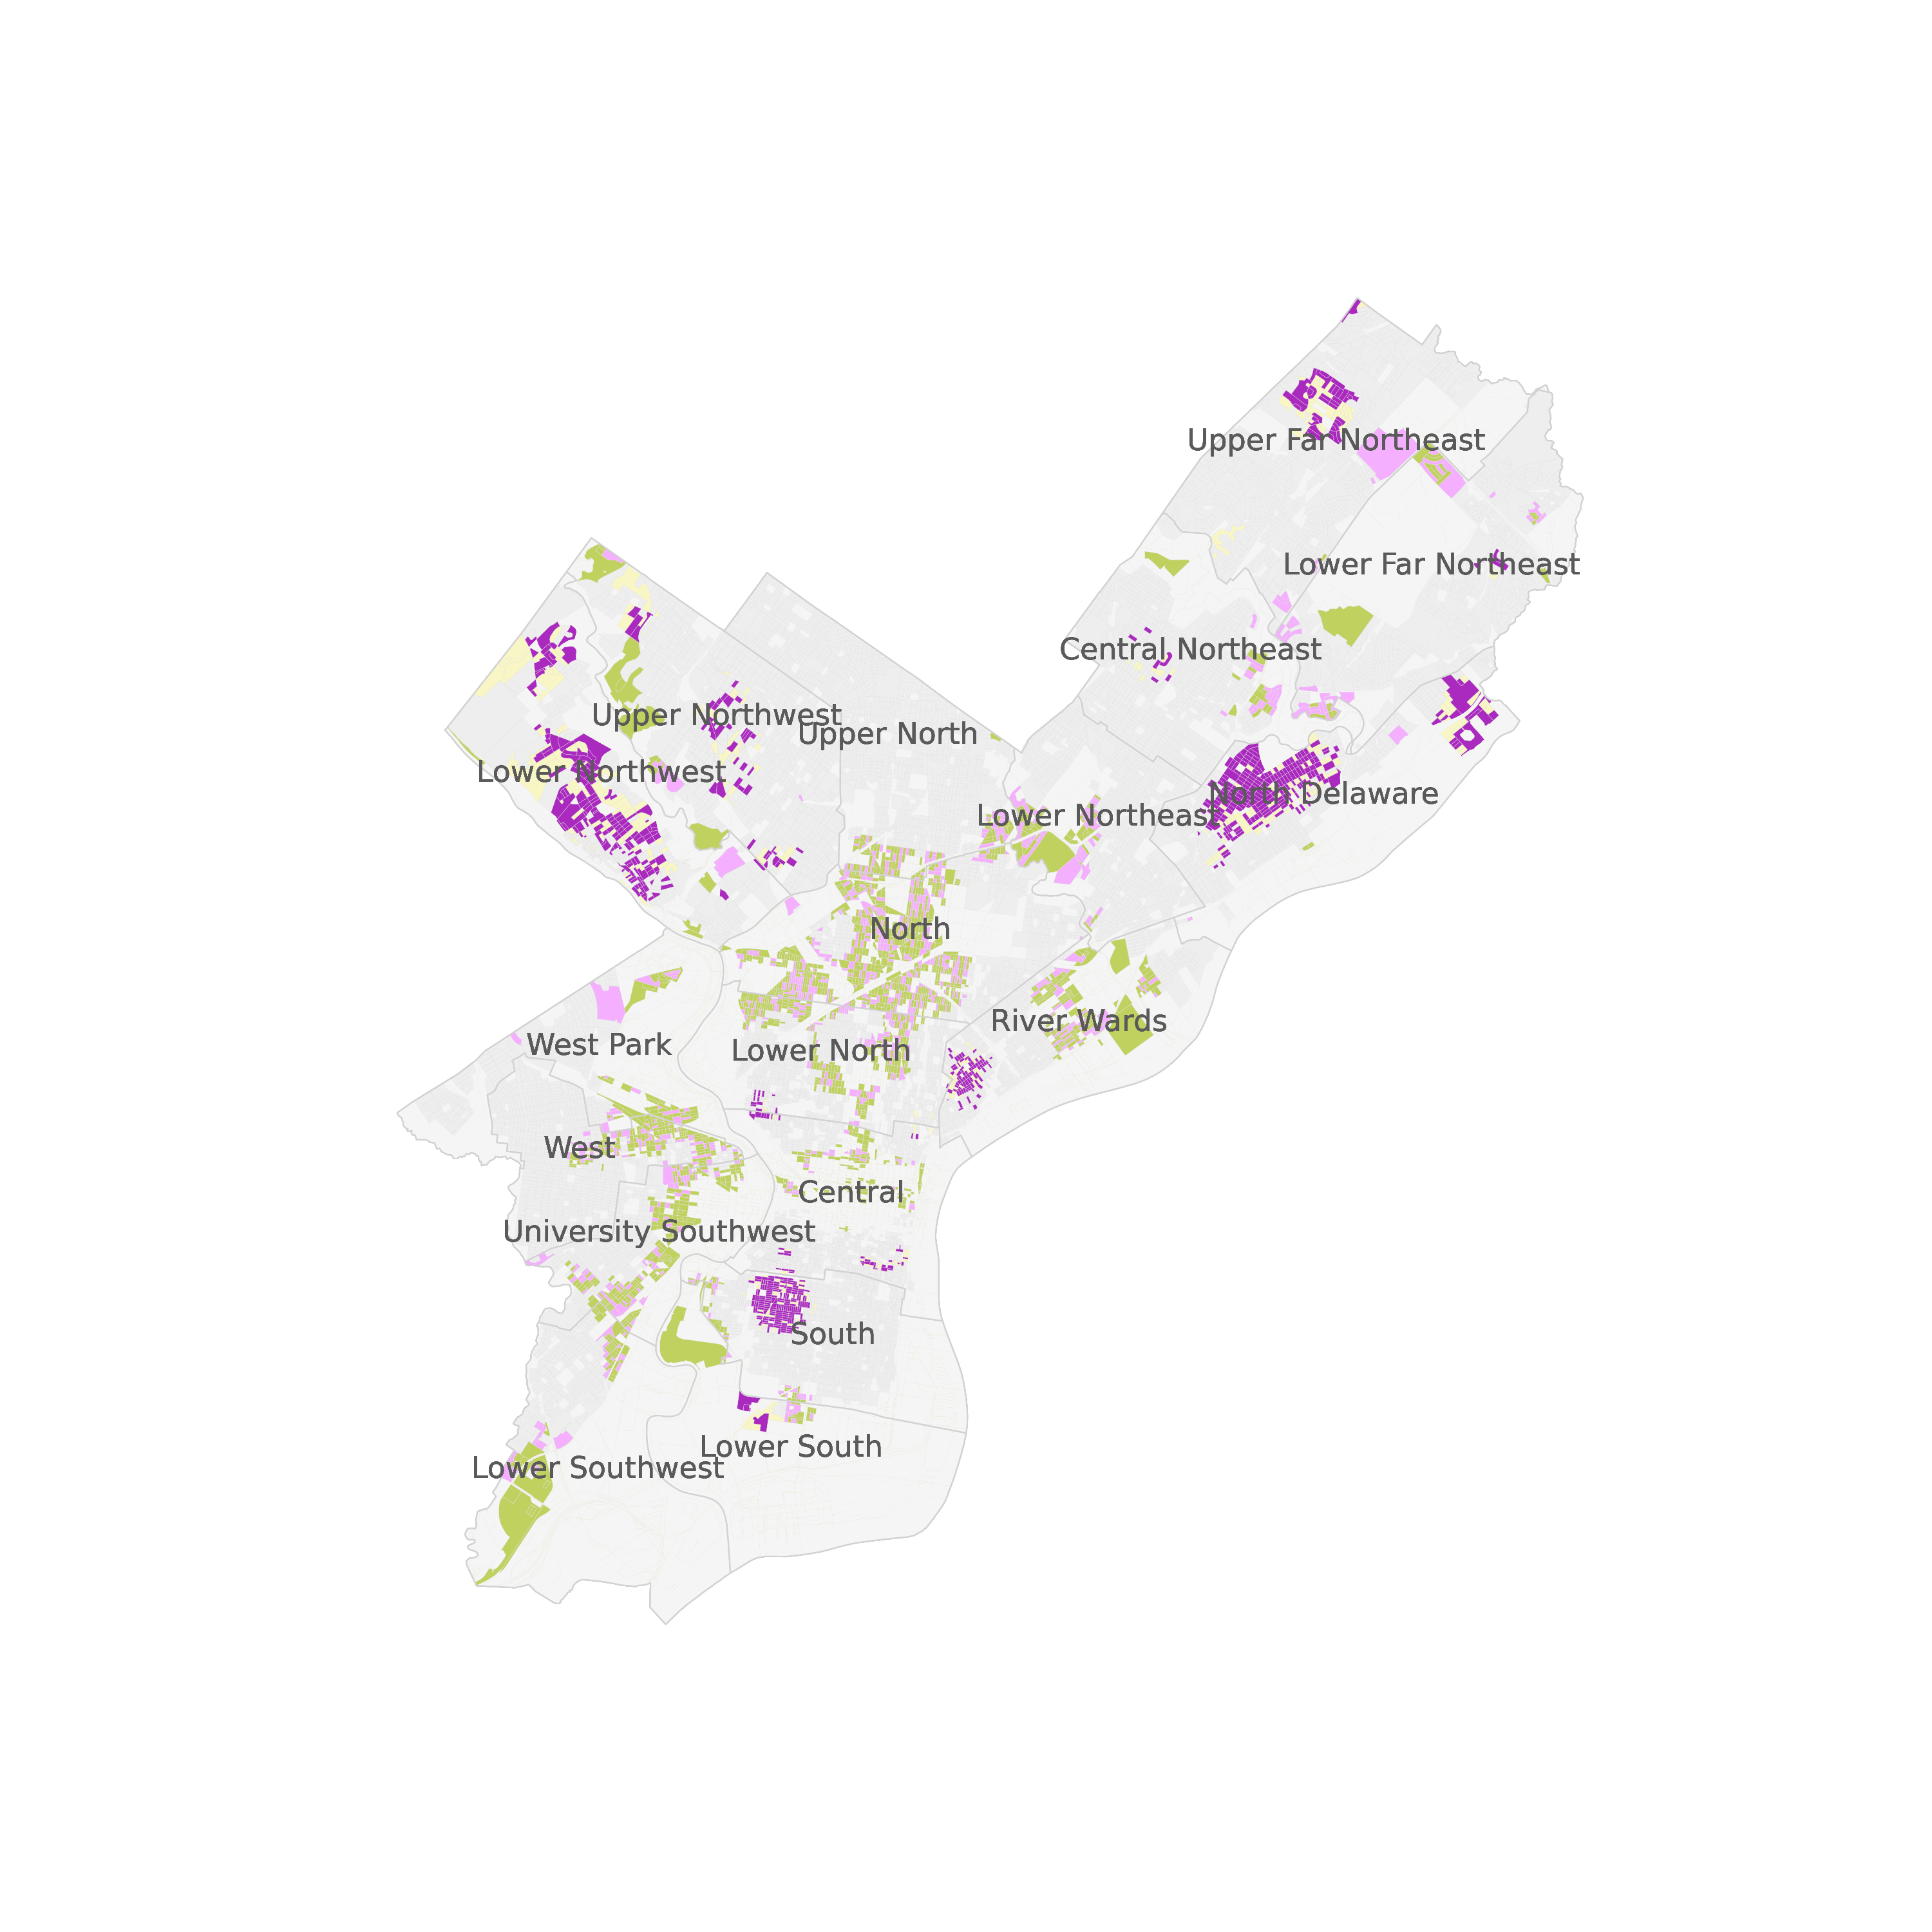 Upper Far Northeast
Lower Far Northeast
Central Northeast
Upper Northwest
Upper North
Lower Northwest
North Delaware
Lower Northeast
North
River Wards
West Park
Lower North
West
Central
University Southwest
South
Lower South
Lower Southwest